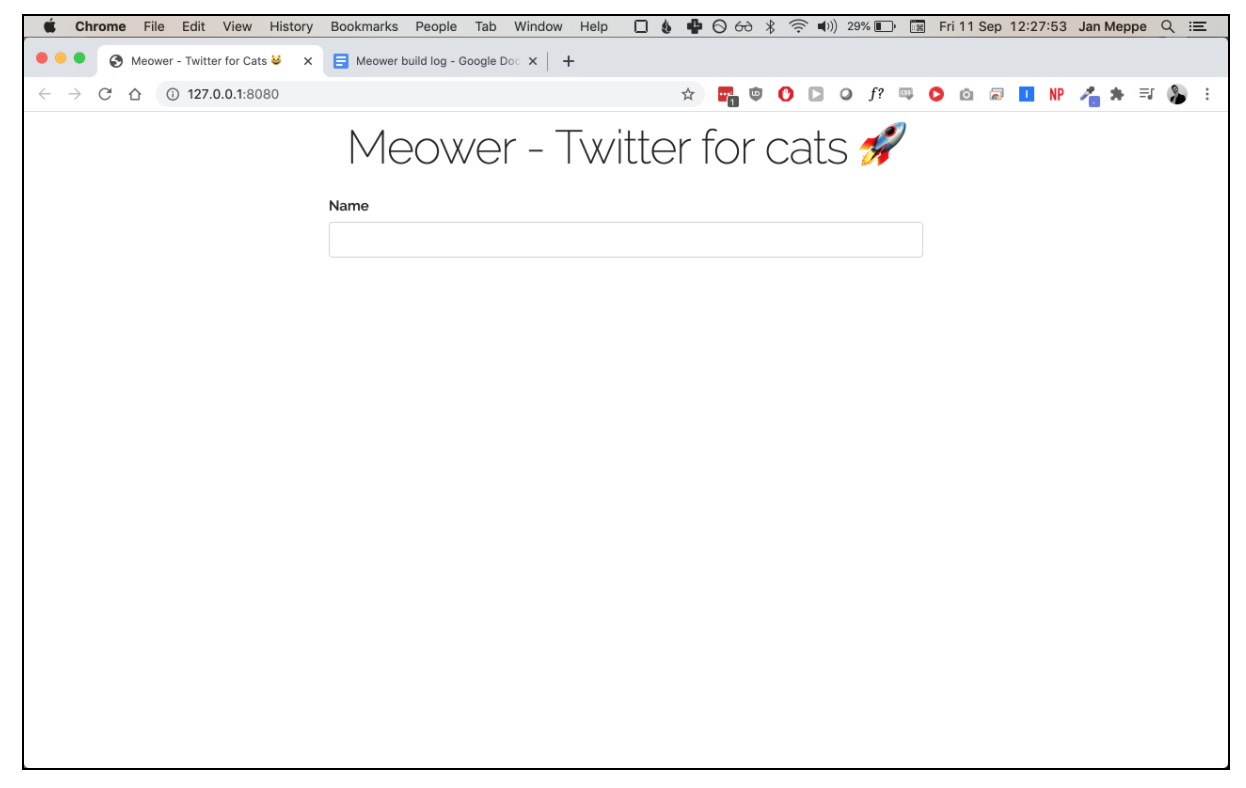 Chrome File Edit View History Bookmarks People Tab Window Help 29% Fri 11 Sep 12:27:53 Jan Meppe
Meower - Twitter for Cats 😺 Meower build log - Google Doc
127.0.0.1:8080 1 f? NP
Meower - Twitter for cats 🚀
Name